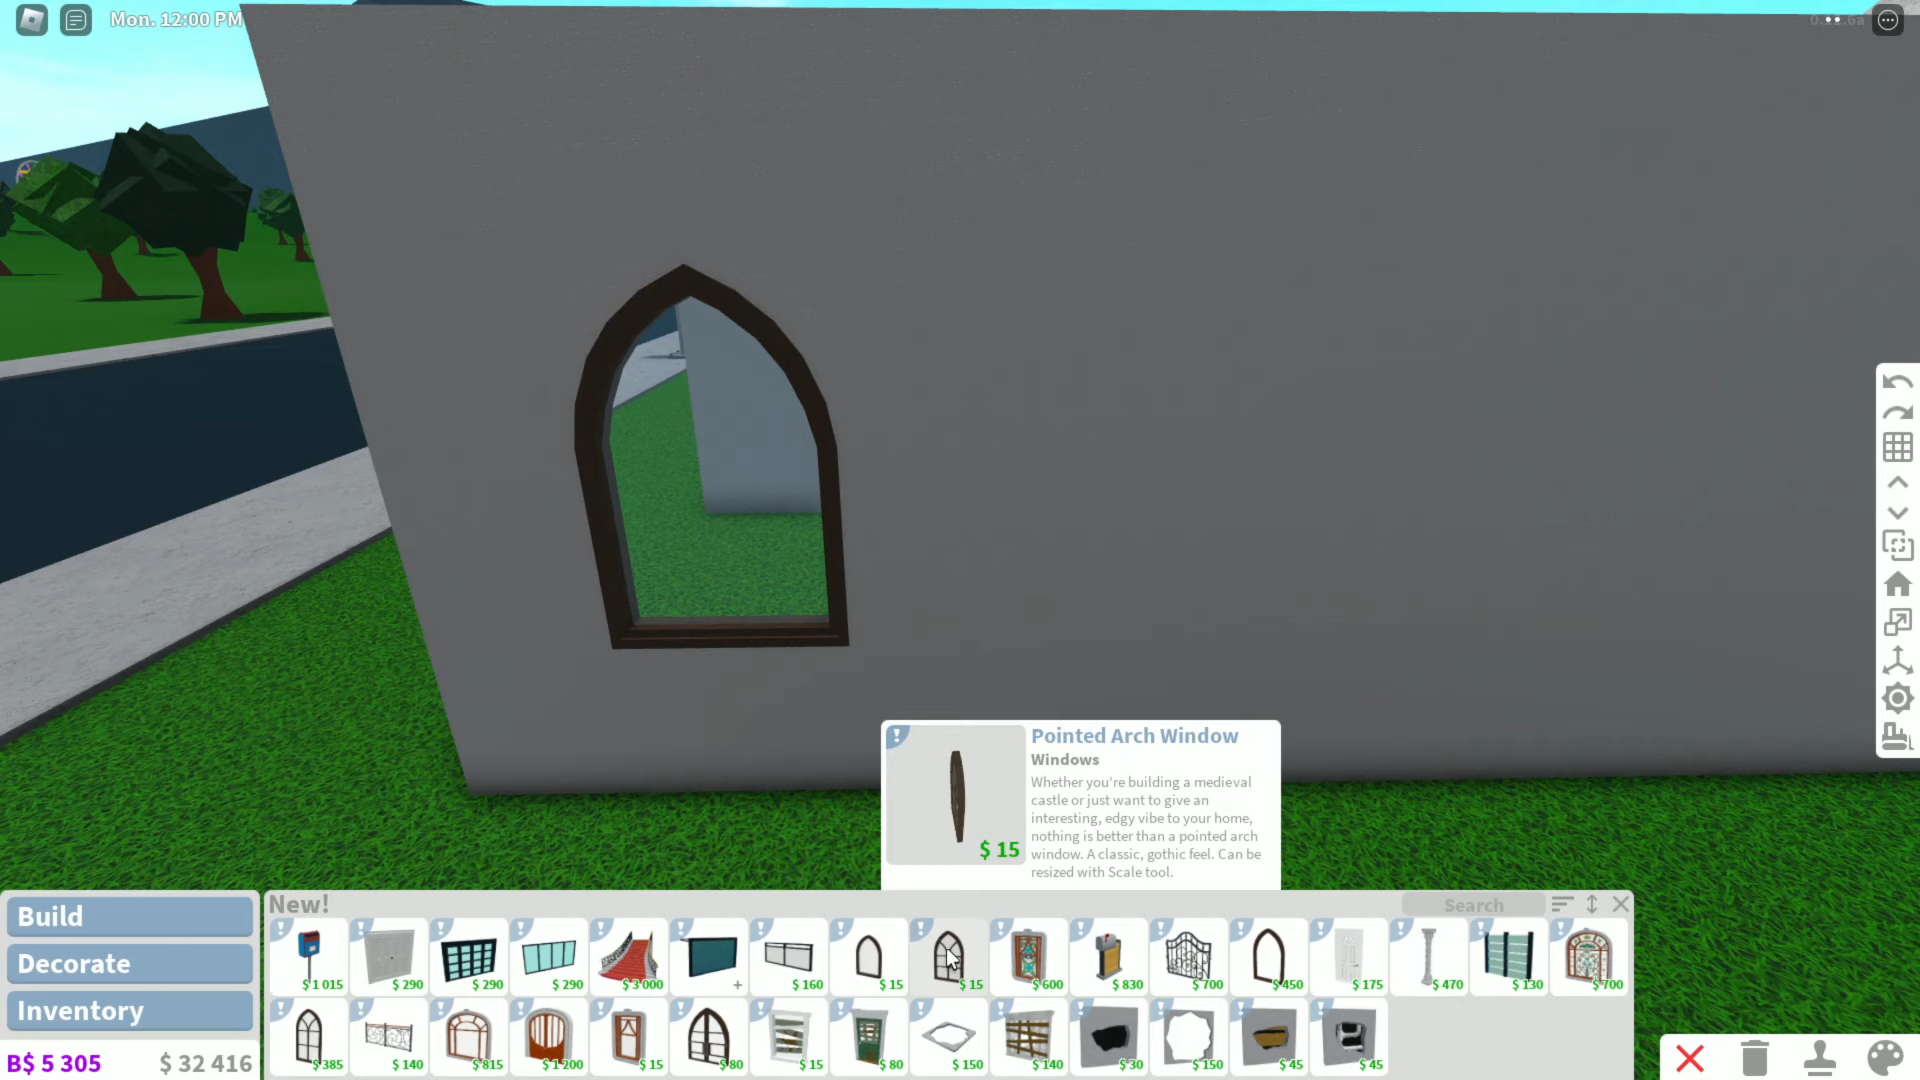 Mon. 12:00 PM
Pointed Arch Window
Windows
Whether you're building a medieval
castle or just want to give an
interesting, edgy vibe to your home,
nothing is better than a pointed arch
window. A classic, gothic feel. Can be
resized with Scale tool.
$ 15
Build
Decorate
Inventory
B$ 5 305 $ 32 416
New!
Search
$ 1 015 $ 290 $ 290 $ 290 $ 3 000 + $ 160 $ 15 $ 15 $ 600 $ 830 $ 700 $ 450 $ 175 $ 470 $ 130 $ 700
$ 385 $ 140 $ 815 $ 1 200 $ 15 $ 80 $ 15 $ 80 $ 150 $ 140 $ 30 $ 150 $ 45 $ 45